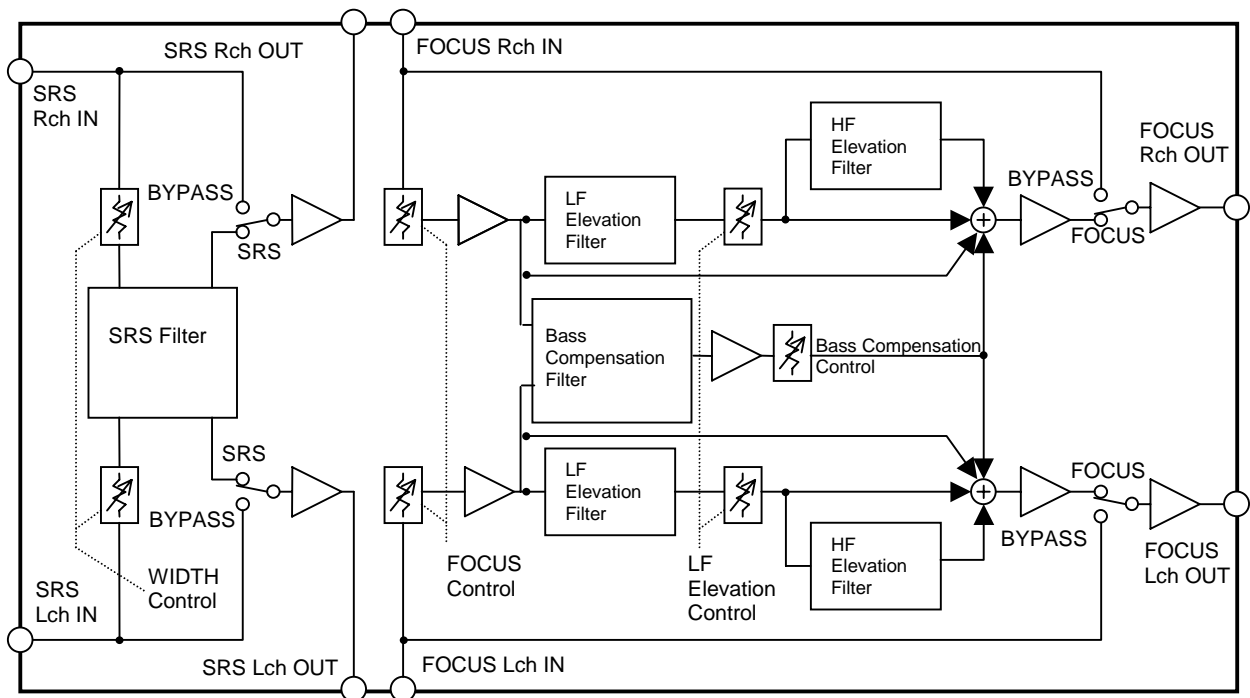 SRS Rch OUT
FOCUS Rch IN
SRS
Rch IN
HF
Elevation
Filter
FOCUS
Rch OUT
BYPASS
BYPASS
LF
Elevation
Filter
SRS
FOCUS
SRS Filter
Bass
Compensation
Filter
Bass Compensation
Control
SRS
LF
Elevation
Filter
FOCUS
BYPASS
BYPASS
HF
Elevation
Filter
FOCUS
Lch OUT
SRS
Lch IN
WIDTH
Control
FOCUS
Control
LF
Elevation
Control
SRS Lch OUT
FOCUS Lch IN